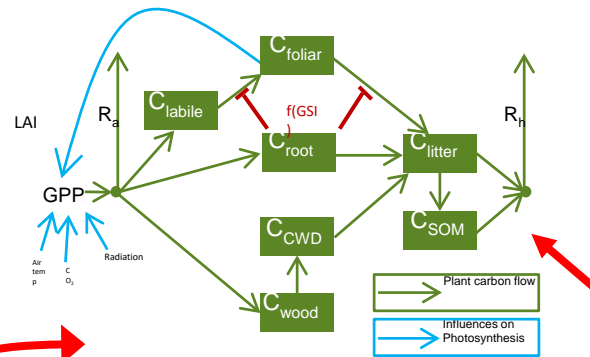 Cfoliar
Clabile
f(GSI
)
Ra
Rh
LAI
Croot
Clitter
GPP
CCWD
CSOM
Air
tem
p
C
O₂
Radiation
Cwood
Plant carbon flow
Influences on
Photosynthesis